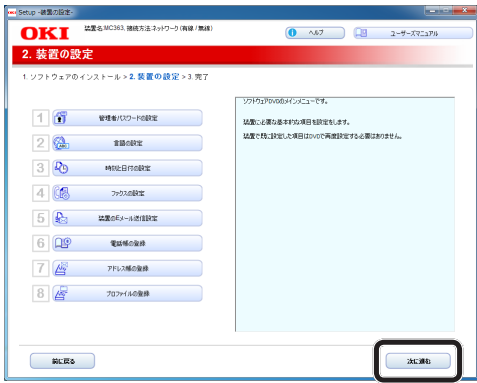 Setup -装置の設定-
OKI
装置名:MC363, 接続方法:ネットワーク(有線/無線)
ヘルプ
ユーザーズマニュアル
2. 装置の設定
1. ソフトウェアのインストール > 2. 装置の設定 > 3. 完了
1 管理者パスワードの設定
2 言語の設定
3 時刻と日付の設定
4 ファクスの設定
5 装置のEメール送信設定
6 電話帳の登録
7 アドレス帳の登録
8 プロファイルの登録
ソフトウェアDVDのメインメニューです。
装置に必要な基本的な項目を設定をします。
装置で既に設定した項目はDVDで再度設定する必要はありません。
前に戻る
次に進む